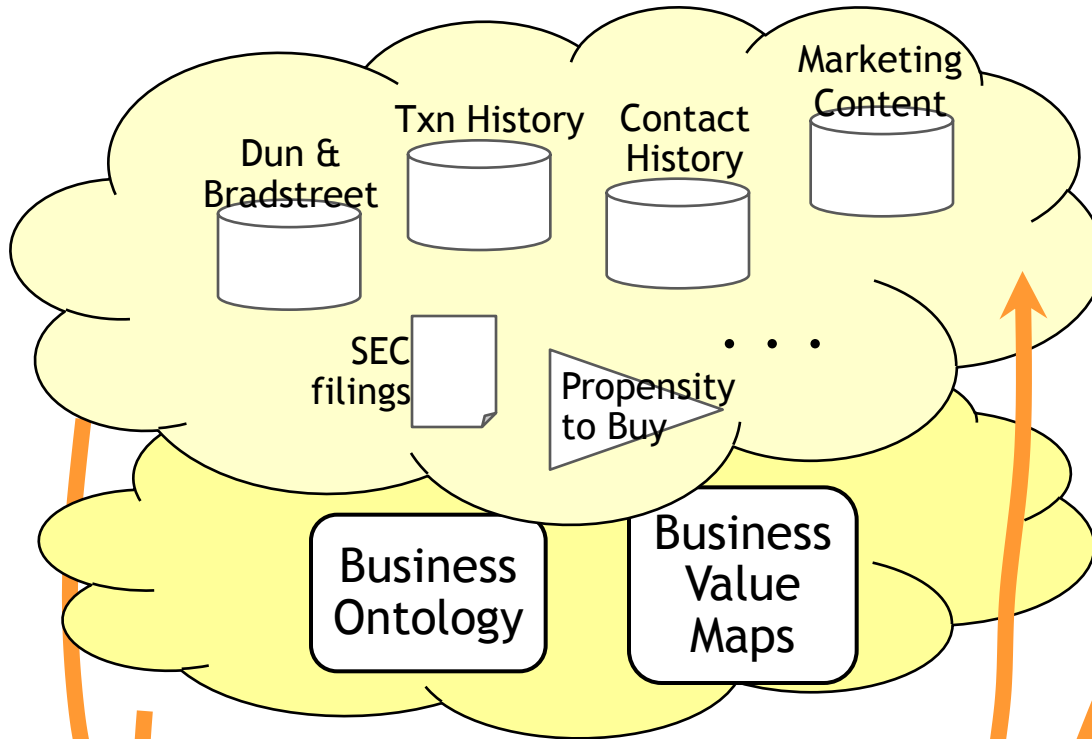 Marketing
Content
Txn History
Contact
History
Dun &
Bradstreet
SEC
filings
Propensity
to Buy
. . .
Business
Ontology
Business
Value
Maps